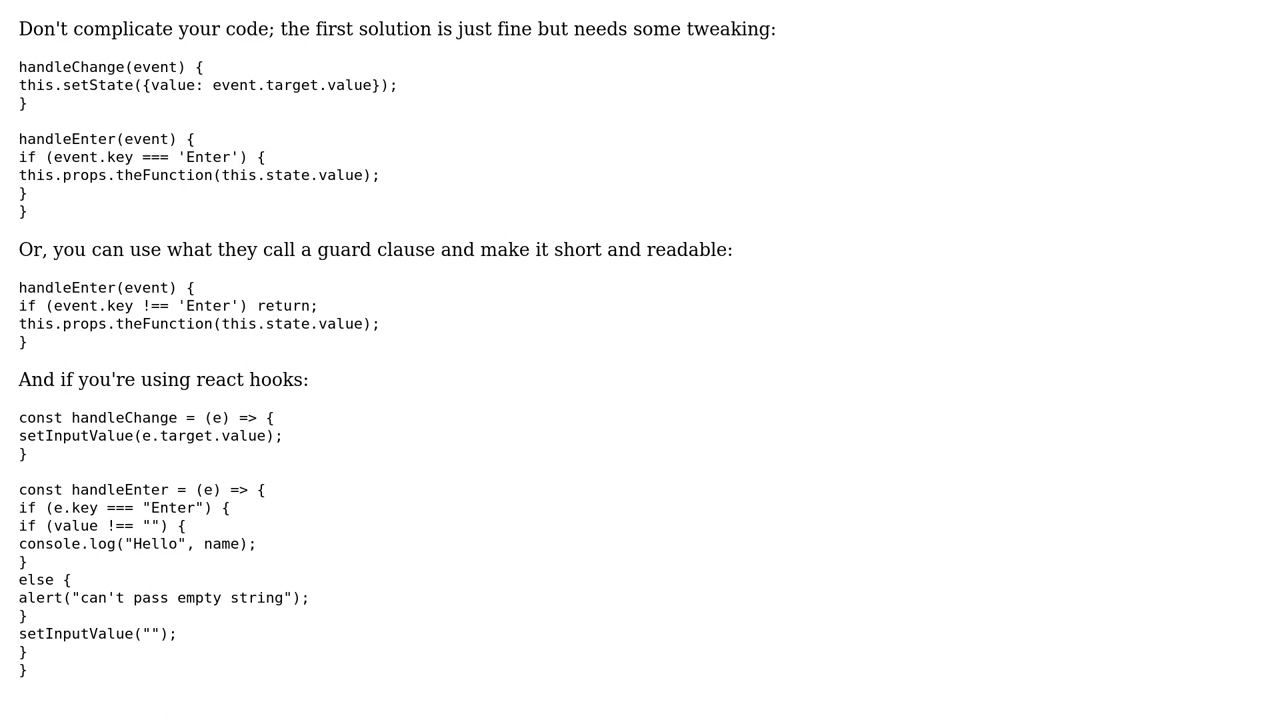 Don't complicate your code; the first solution is just fine but needs some tweaking:
handleChange(event) {
this.setState({value: event.target.value});
}
handleEnter(event) {
if (event.key === 'Enter') {
this.props.theFunction(this.state.value);
}
}
Or, you can use what they call a guard clause and make it short and readable:
handleEnter(event) {
if (event.key !== 'Enter') return;
this.props.theFunction(this.state.value);
}
And if you're using react hooks:
const handleChange = (e) => {
setInputValue(e.target.value);
}
const handleEnter = (e) => {
if (e.key === "Enter") {
if (value !== "") {
console.log("Hello", name);
}
else {
alert("can't pass empty string");
}
setInputValue("");
}
}